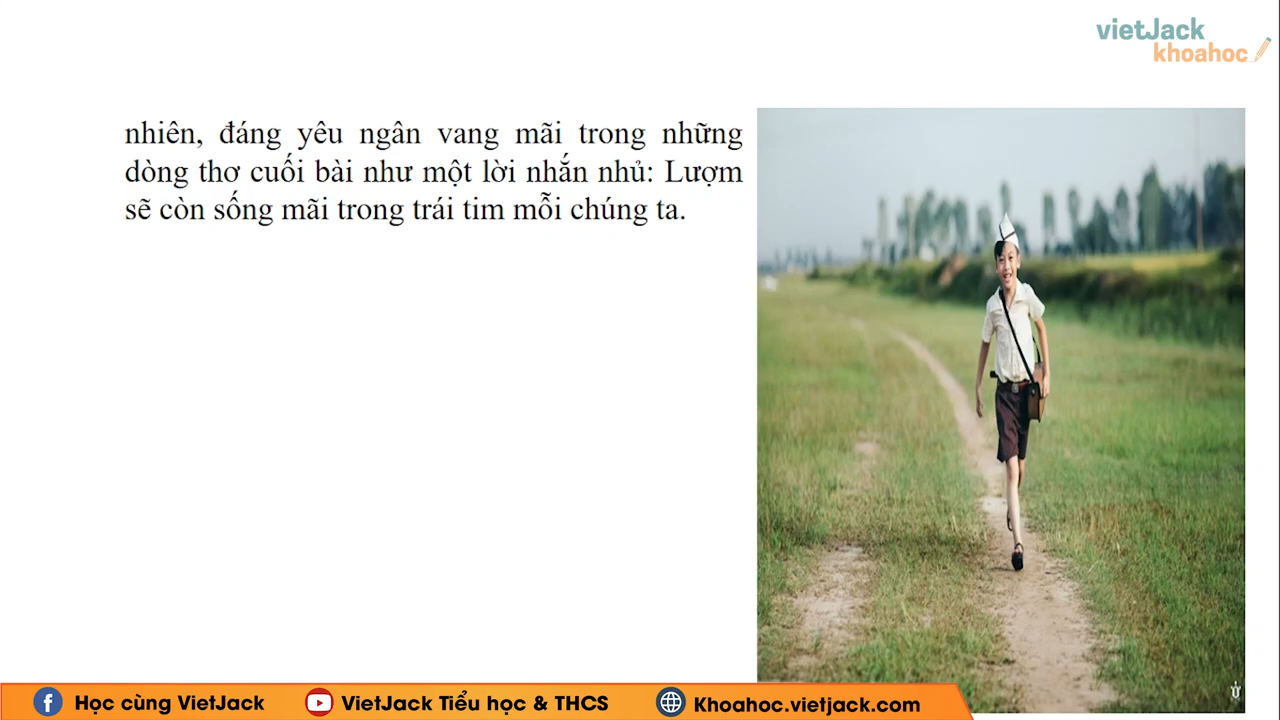 vietJack
khoahoc
nhiên, đáng yêu ngân vang mãi trong những
dòng thơ cuối bài như một lời nhắn nhủ: Lượm
sẽ còn sống mãi trong trái tim mỗi chúng ta.
Học cùng VietJack
VietJack Tiểu học & THCS
Khoahoc.vietjack.com